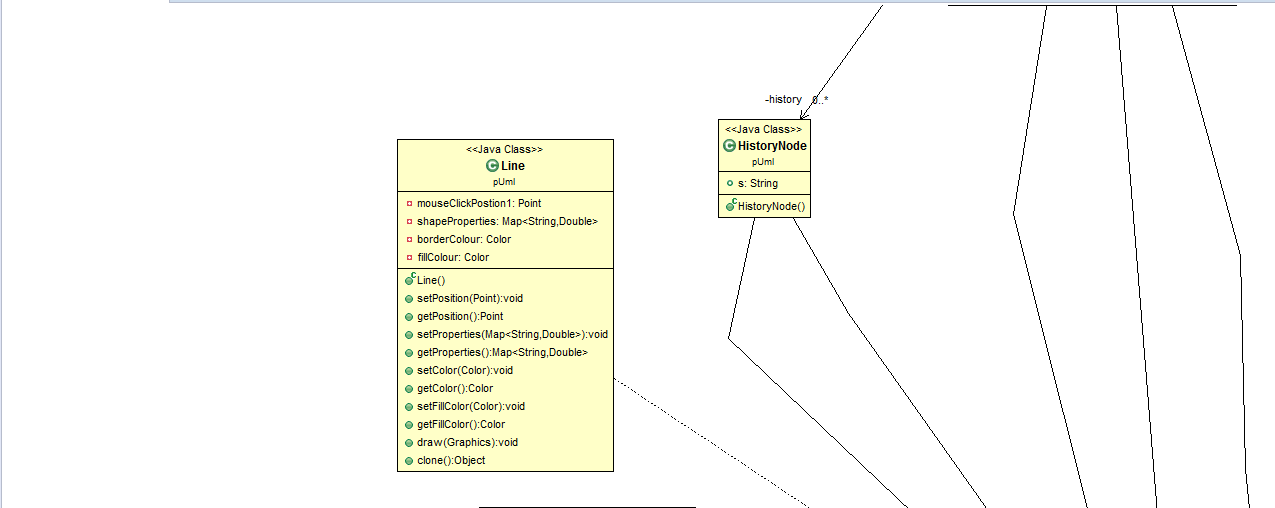 -history 0..*
<<Java Class>>
HistoryNode
pUml
s: String
HistoryNode()
<<Java Class>>
Line
pUml
mouseClickPostion1: Point
shapeProperties: Map<String,Double>
borderColour: Color
fillColour: Color
Line()
setPosition(Point):void
getPosition():Point
setProperties(Map<String,Double>):void
getProperties():Map<String,Double>
setColor(Color):void
getColor():Color
setFillColor(Color):void
getFillColor():Color
draw(Graphics):void
clone():Object